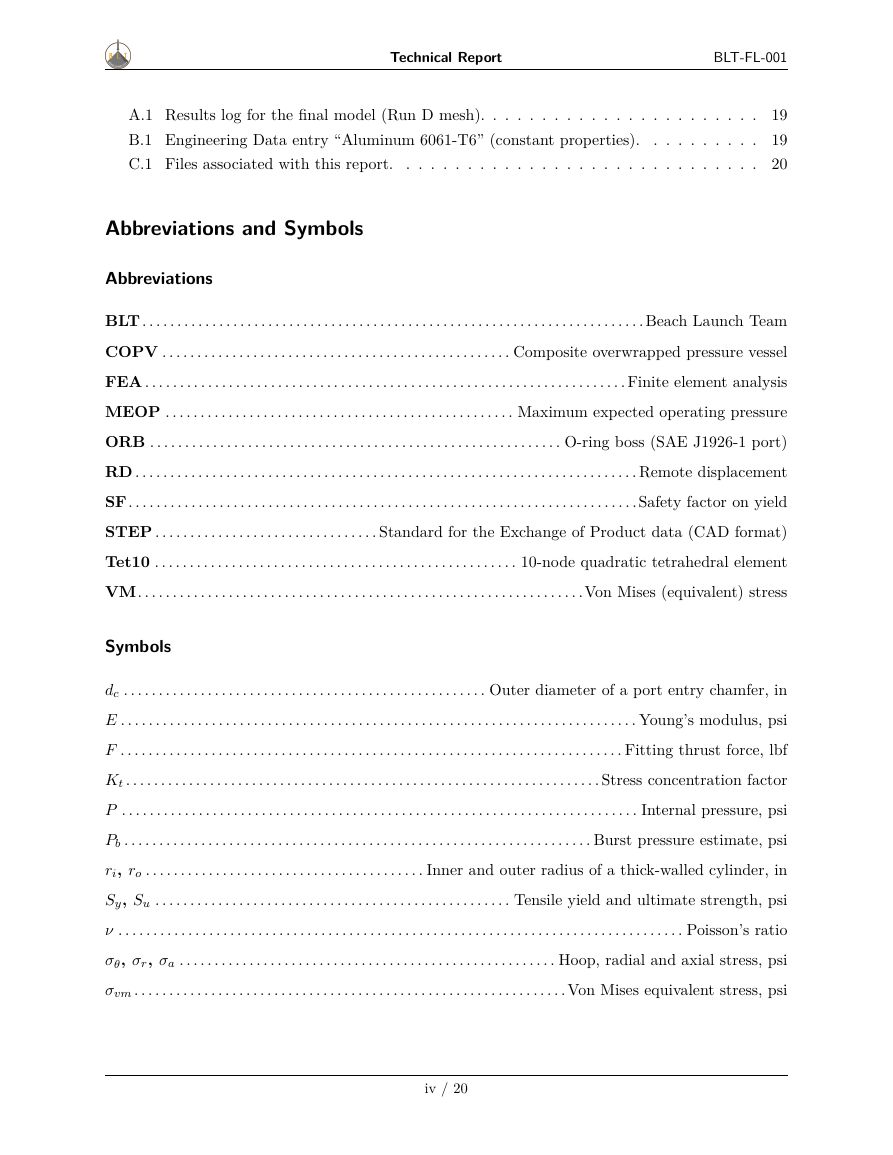 Technical Report BLT-FL-001
A.1 Results log for the final model (Run D mesh). . . . . . . . . . . . . . . . . . . . . . . 19
B.1 Engineering Data entry “Aluminum 6061-T6” (constant properties). . . . . . . . . . 19
C.1 Files associated with this report. . . . . . . . . . . . . . . . . . . . . . . . . . . . . . 20
Abbreviations and Symbols
Abbreviations
BLT . . . . . . . . . . Beach Launch Team
COPV . . . . . . . . . . Composite overwrapped pressure vessel
FEA . . . . . . . . . . Finite element analysis
MEOP . . . . . . . . . . Maximum expected operating pressure
ORB . . . . . . . . . . O-ring boss (SAE J1926-1 port)
RD . . . . . . . . . . Remote displacement
SF . . . . . . . . . . Safety factor on yield
STEP . . . . . . . . . . Standard for the Exchange of Product data (CAD format)
Tet10 . . . . . . . . . . 10-node quadratic tetrahedral element
VM . . . . . . . . . . Von Mises (equivalent) stress
Symbols
d_c . . . . . . . . . . Outer diameter of a port entry chamfer, in
E . . . . . . . . . . Young’s modulus, psi
F . . . . . . . . . . Fitting thrust force, lbf
K_t . . . . . . . . . . Stress concentration factor
P . . . . . . . . . . Internal pressure, psi
P_b . . . . . . . . . . Burst pressure estimate, psi
r_i, r_o . . . . . . . . . . Inner and outer radius of a thick-walled cylinder, in
S_y, S_u . . . . . . . . . . Tensile yield and ultimate strength, psi
ν . . . . . . . . . . Poisson’s ratio
σ_θ, σ_r, σ_a . . . . . . . . . . Hoop, radial and axial stress, psi
σ_vm . . . . . . . . . . Von Mises equivalent stress, psi
iv / 20